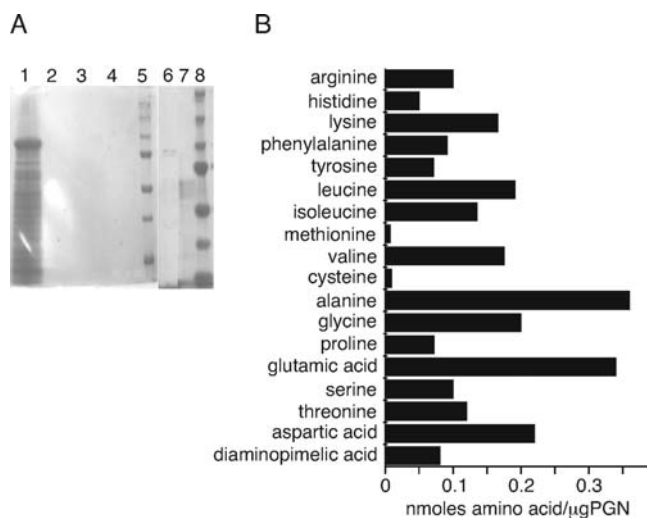 A
B
1 2 3 4 5 6 7 8
arginine
histidine
lysine
phenylalanine
tyrosine
leucine
isoleucine
methionine
valine
cysteine
alanine
glycine
proline
glutamic acid
serine
threonine
aspartic acid
diaminopimelic acid
0 0.1 0.2 0.3
nmoles amino acid/μgPGN